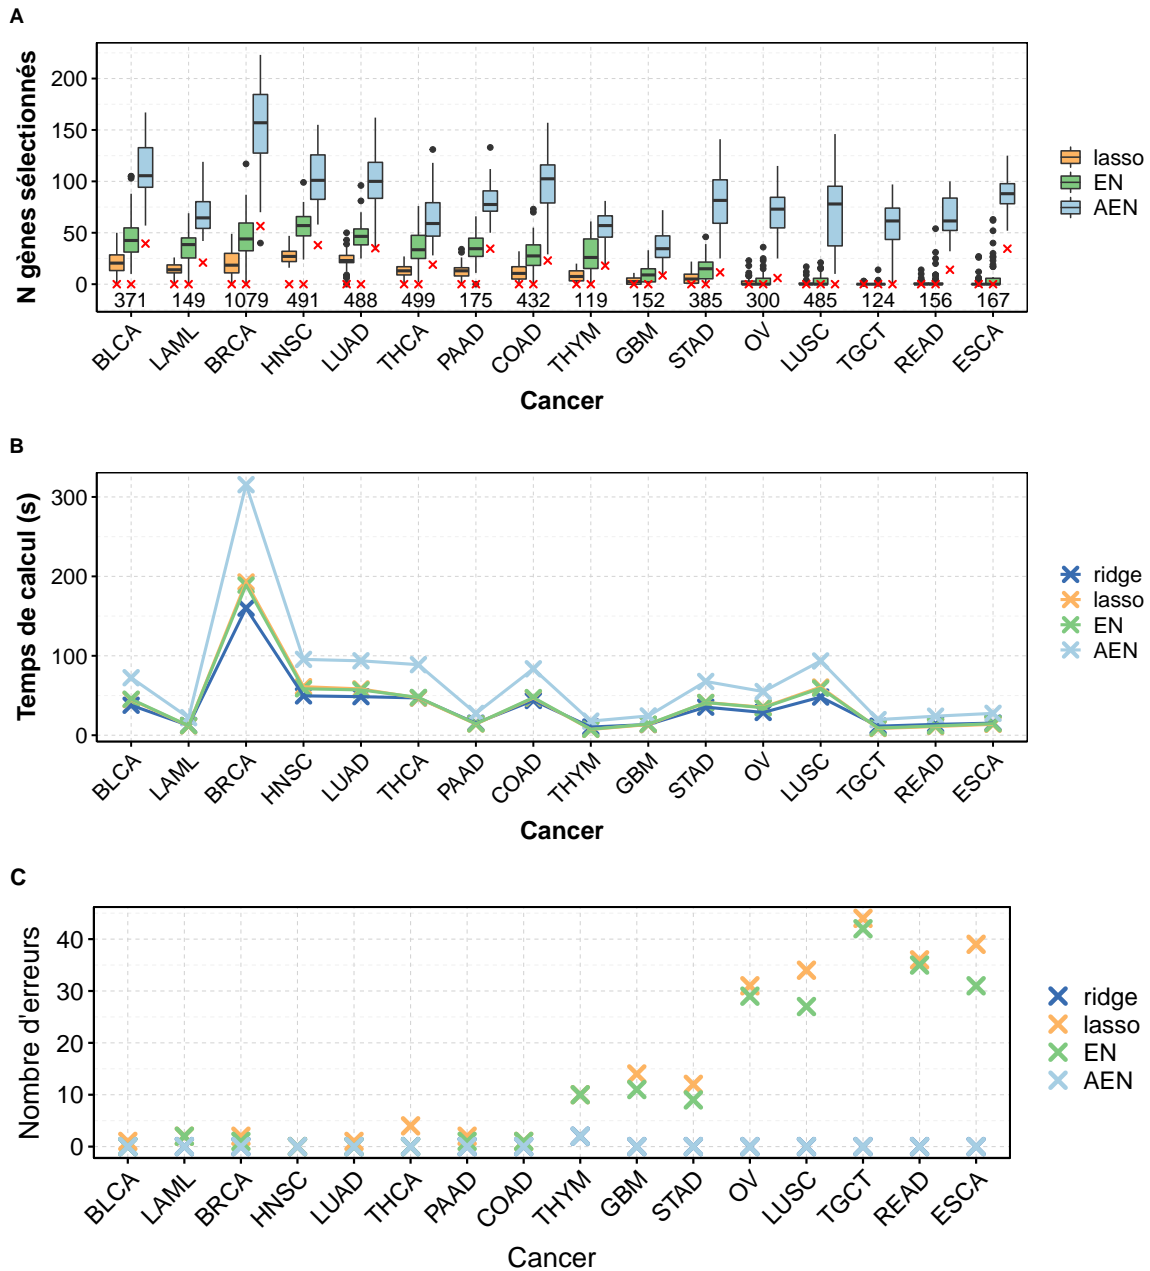 A
N gènes sélectionnés
200
150
100
50
0
371 149 1079 491 488 499 175 432 119 152 385 300 485 124 156 167
BLCA LAML BRCA HNSC LUAD THCA PAAD COAD THYM GBM STAD OV LUSC TGCT READ ESCA
Cancer
lasso
EN
AEN
B
Temps de calcul (s)
300
200
100
0
BLCA LAML BRCA HNSC LUAD THCA PAAD COAD THYM GBM STAD OV LUSC TGCT READ ESCA
Cancer
ridge
lasso
EN
AEN
C
Nombre d'erreurs
40
30
20
10
0
BLCA LAML BRCA HNSC LUAD THCA PAAD COAD THYM GBM STAD OV LUSC TGCT READ ESCA
Cancer
ridge
lasso
EN
AEN